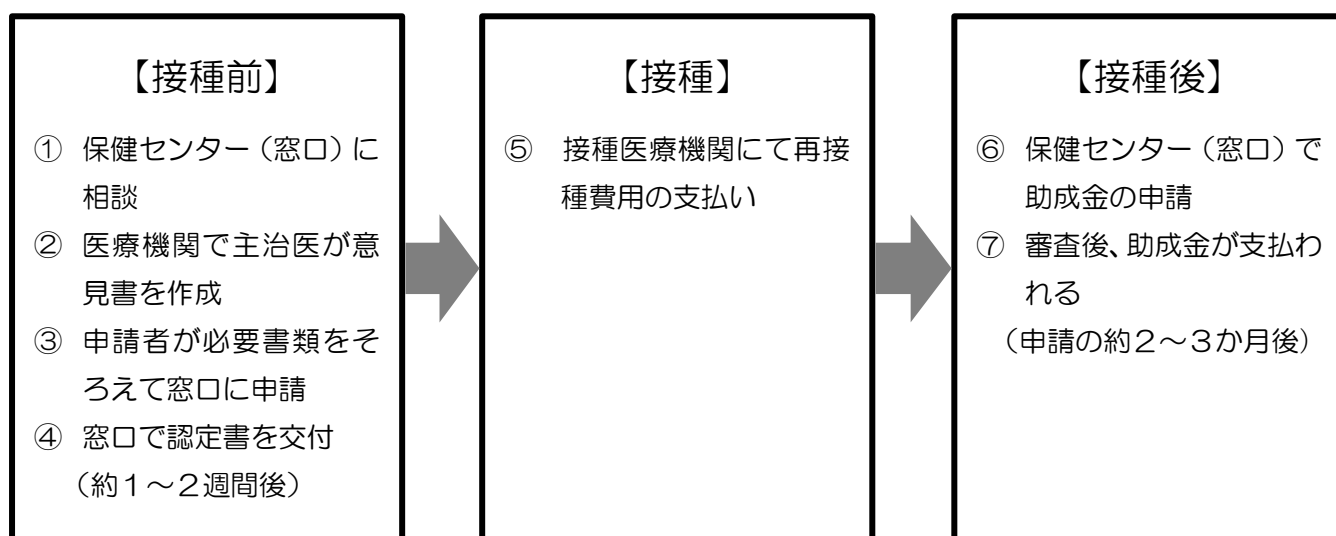 【接種前】
① 保健センター（窓口）に
相談
② 医療機関で主治医が意
見書を作成
③ 申請者が必要書類をそ
ろえて窓口に申請
④ 窓口で認定書を交付
（約１～２週間後）
【接種】
⑤ 接種医療機関にて再接
種費用の支払い
【接種後】
⑥ 保健センター（窓口）で
助成金の申請
⑦ 審査後、助成金が支払わ
れる
（申請の約２～３か月後）